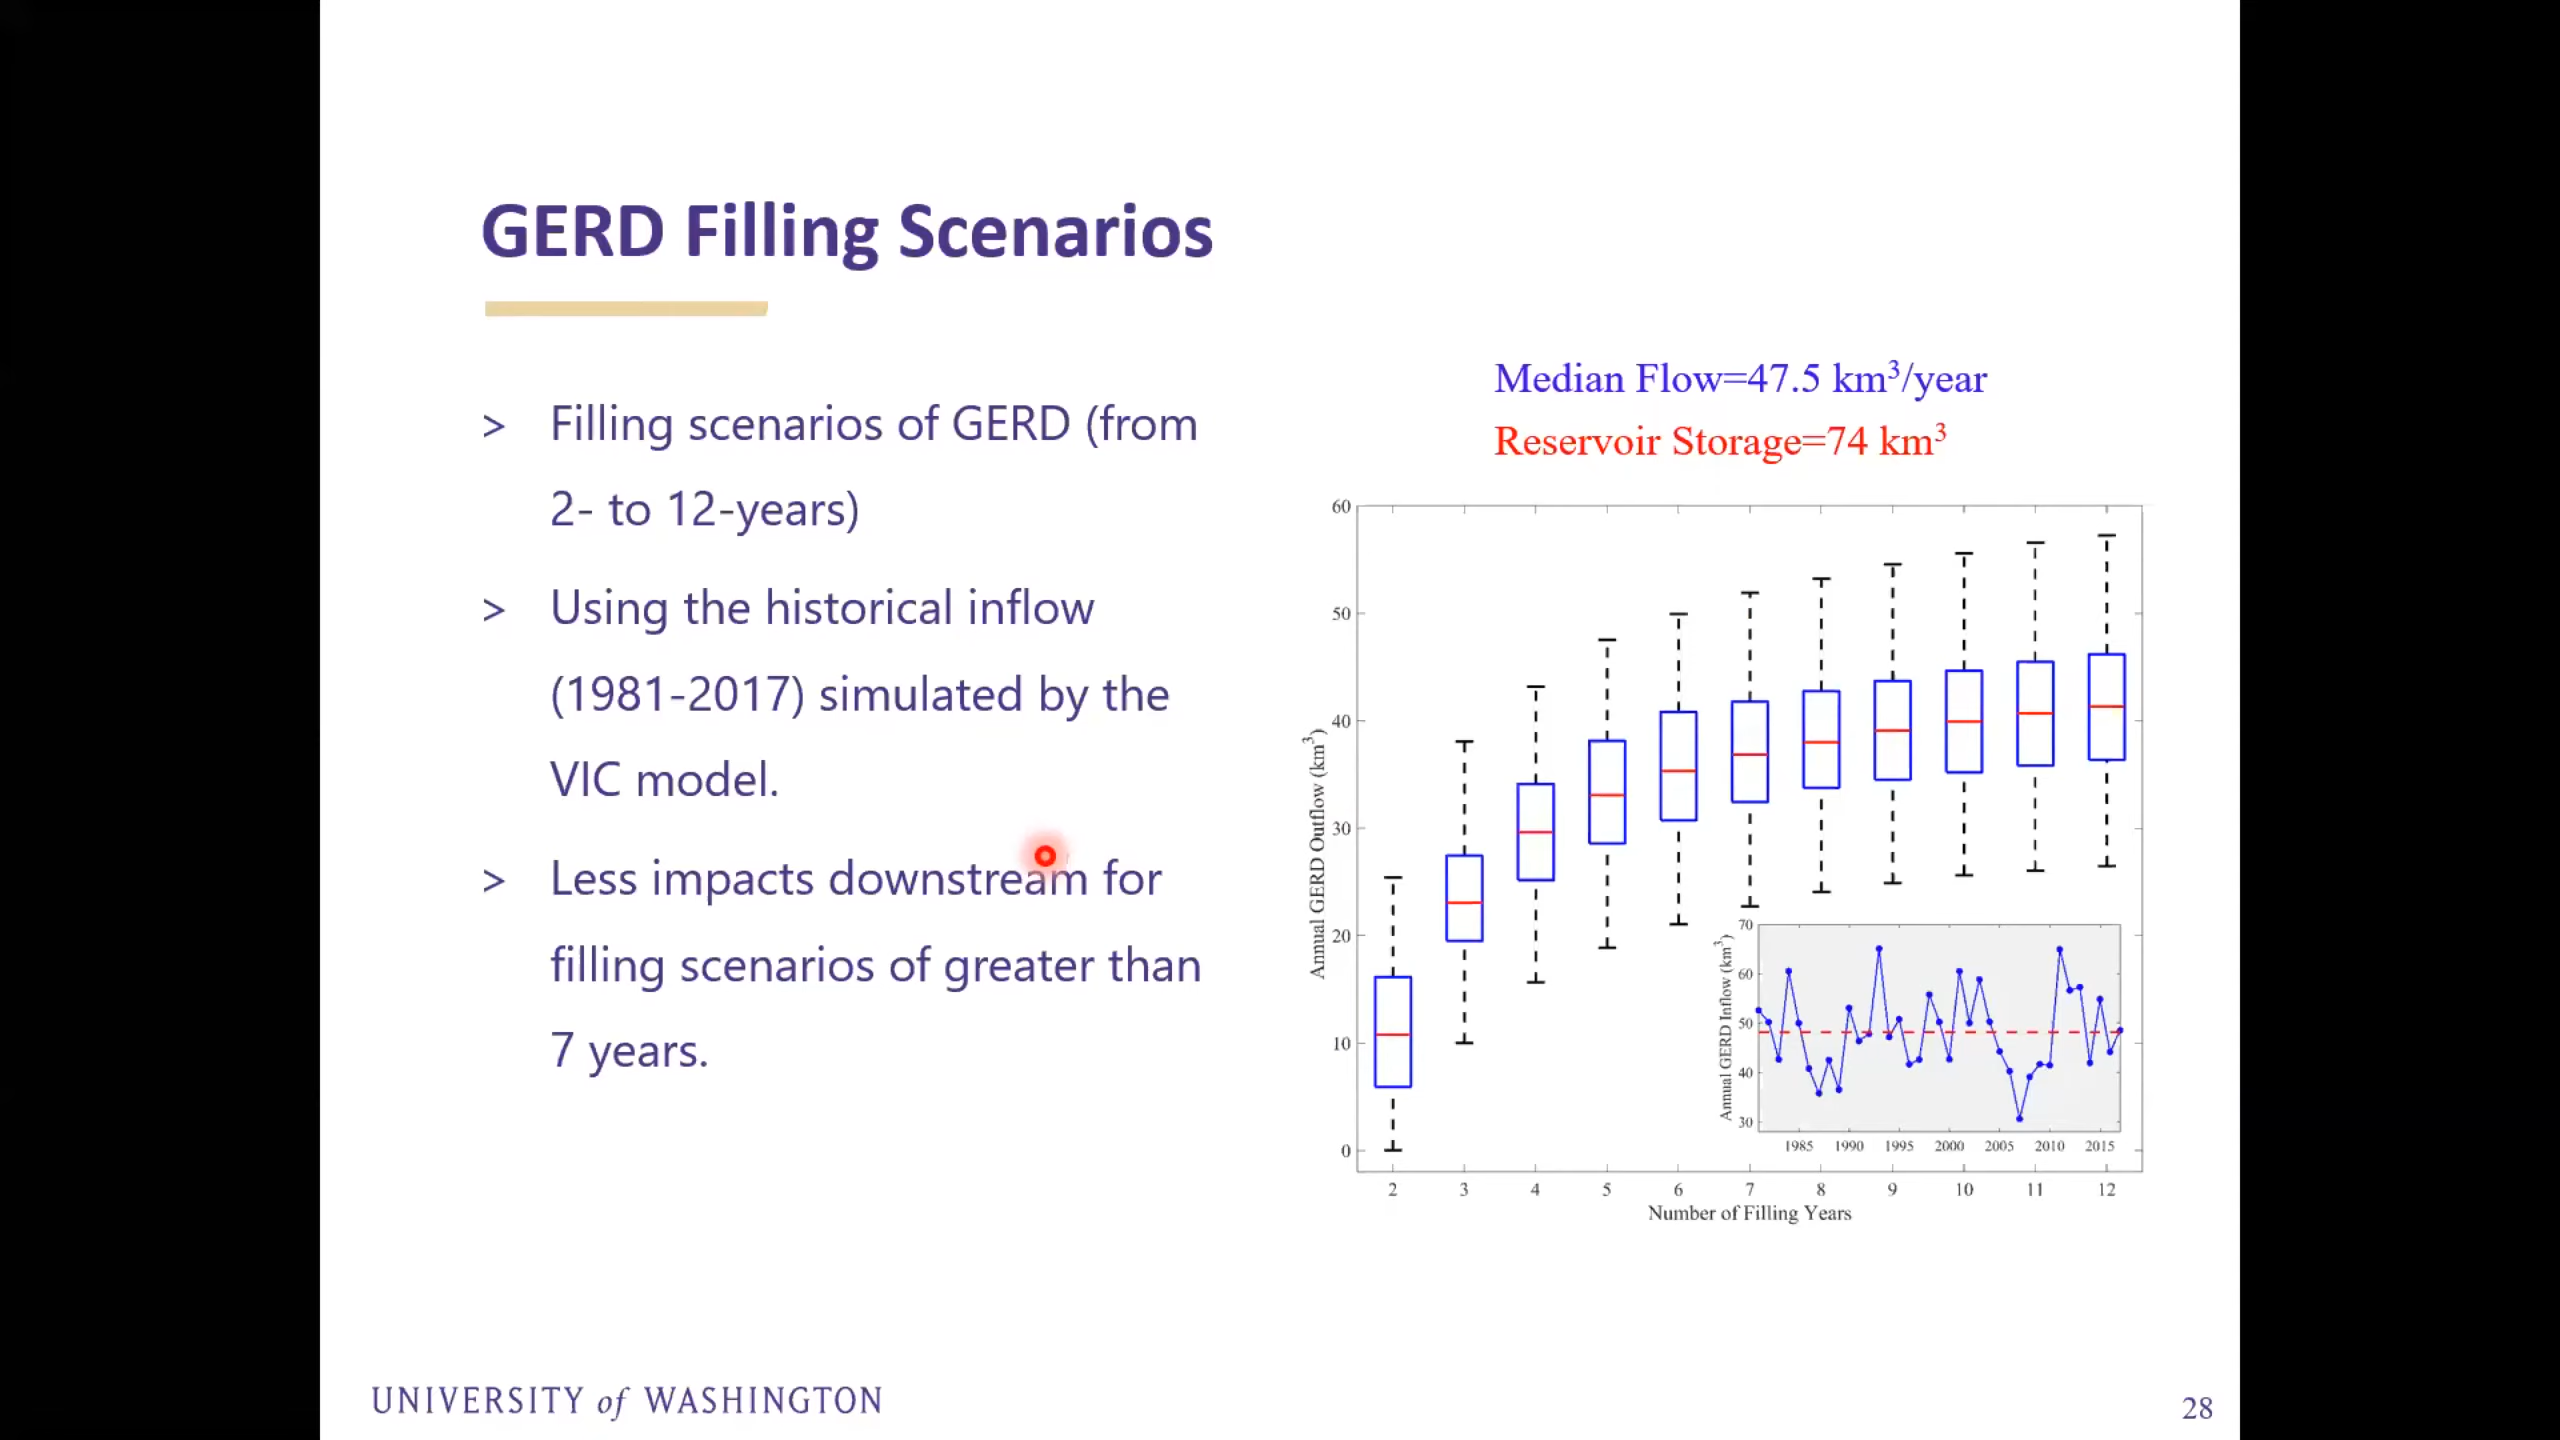 GERD Filling Scenarios
> Filling scenarios of GERD (from
2- to 12-years)
> Using the historical inflow
(1981-2017) simulated by the
VIC model.
> Less impacts downstream for
filling scenarios of greater than
7 years.
Median Flow=47.5 km³/year
Reservoir Storage=74 km³
60
50
40
30
20
10
0
Annual GERD Outflow (km³)
2 3 4 5 6 7 8 9 10 11 12
Number of Filling Years
70
60
50
40
30
Annual GERD Inflow (km³)
1985 1990 1995 2000 2005 2010 2015
UNIVERSITY of WASHINGTON
28